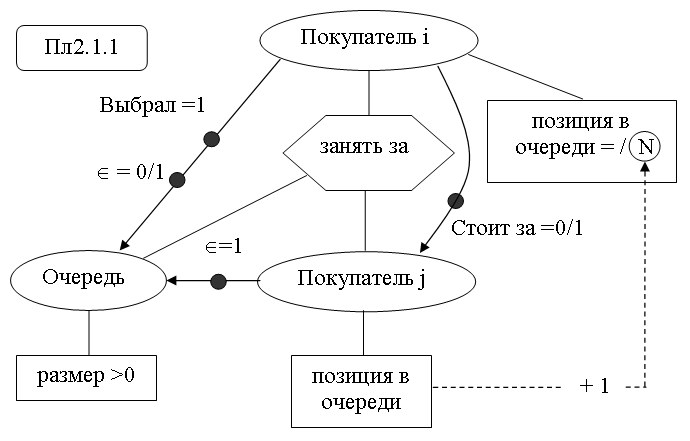 Пл2.1.1
Покупатель i
Выбрал =1
занять за
позиция в
очереди = / N
∈ = 0/1
Стоит за =0/1
∈=1
Очередь
Покупатель j
размер >0
позиция в
очереди
+ 1